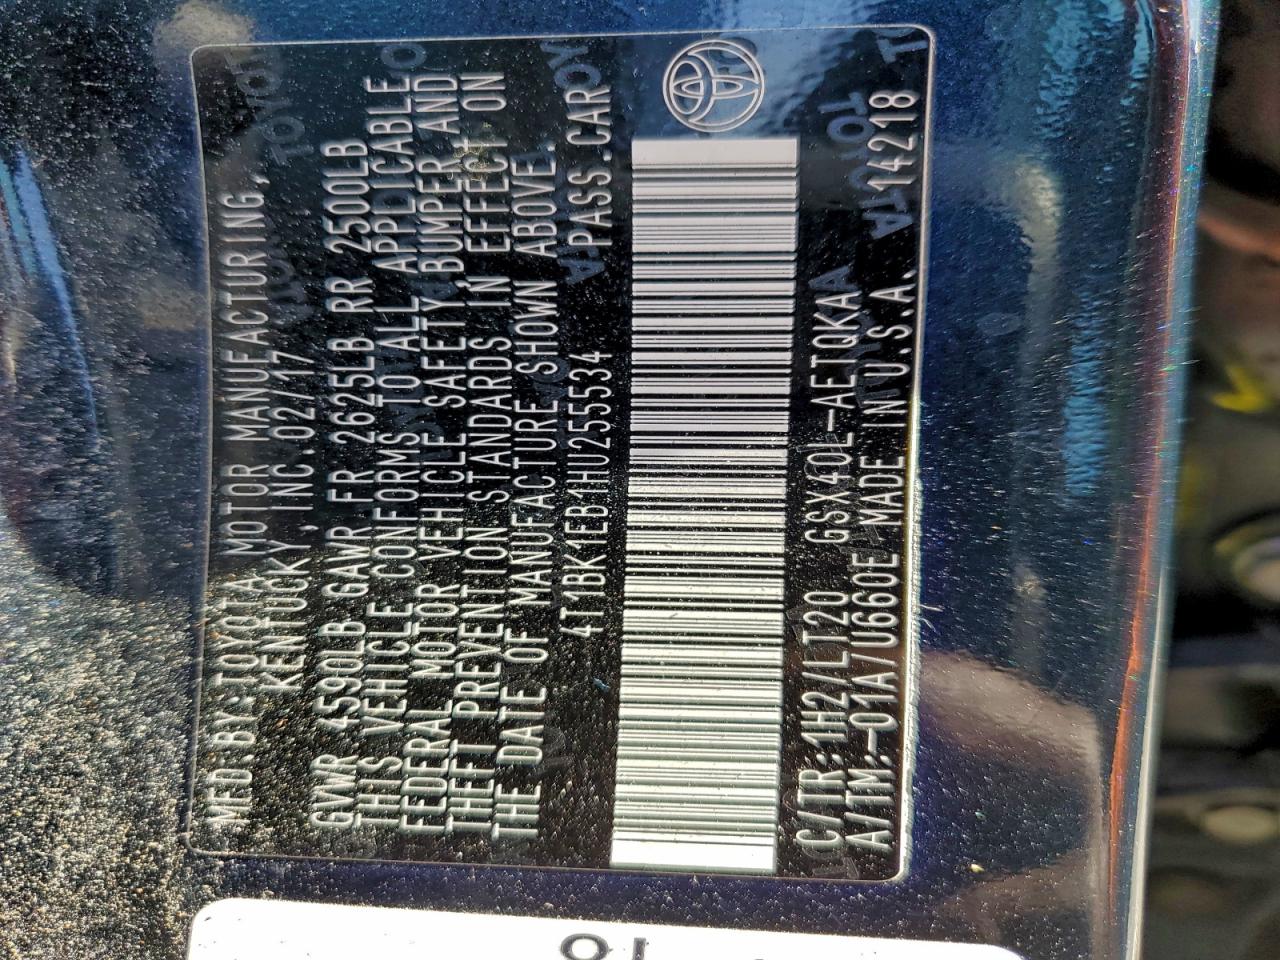 MFD.BY:TOYOTA MOTOR MANUFACTURING,
KENTUCKY, INC. 02/17
GVWR 4590LB GAWR FR 2625LB RR 2500LB
THIS VEHICLE CONFORMS TO ALL APPLICABLE
FEDERAL MOTOR VEHICLE SAFETY, BUMPER AND
THEFT PREVENTION STANDARDS IN EFFECT ON
THE DATE OF MANUFACTURE SHOWN ABOVE.
4T1BK1EB1HU255534 PASS.CAR
C/TR:1H2/LT20 GSX40L-AETQKA 14218
A/TM:-01A/U660E MADE IN U.S.A.